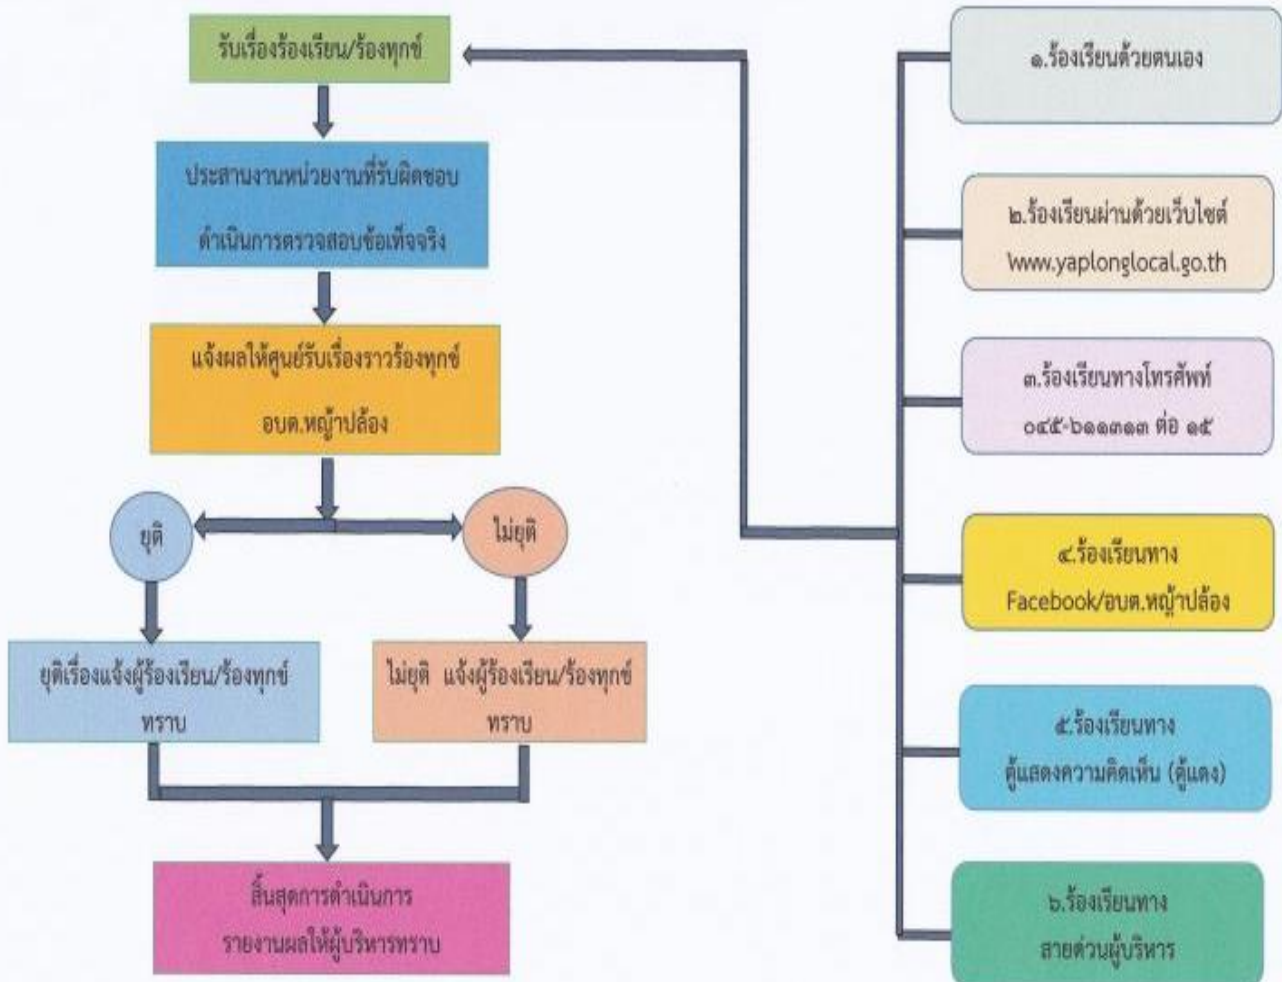 รับเรื่องร้องเรียน/ร้องทุกข์
ประสานงานหน่วยงานที่รับผิดชอบ
ดำเนินการตรวจสอบข้อเท็จจริง
แจ้งผลให้ศูนย์รับเรื่องราวร้องทุกข์
อบต.หญ้าปล้อง
ยุติ
ไม่ยุติ
ยุติเรื่องแจ้งผู้ร้องเรียน/ร้องทุกข์
ทราบ
ไม่ยุติ แจ้งผู้ร้องเรียน/ร้องทุกข์
ทราบ
สิ้นสุดการดำเนินการ
รายงานผลให้ผู้บริหารทราบ
๑.ร้องเรียนด้วยตนเอง
๒.ร้องเรียนผ่านด้วยเว็บไซต์
Www.yaplonglocal.go.th
๓.ร้องเรียนทางโทรศัพท์
๐๔๕-๖๑๑๓๑๓ ต่อ ๑๕
๔.ร้องเรียนทาง
Facebook/อบต.หญ้าปล้อง
๕.ร้องเรียนทาง
ตู้แสดงความคิดเห็น (ตู้แดง)
๖.ร้องเรียนทาง
สายด่วนผู้บริหาร